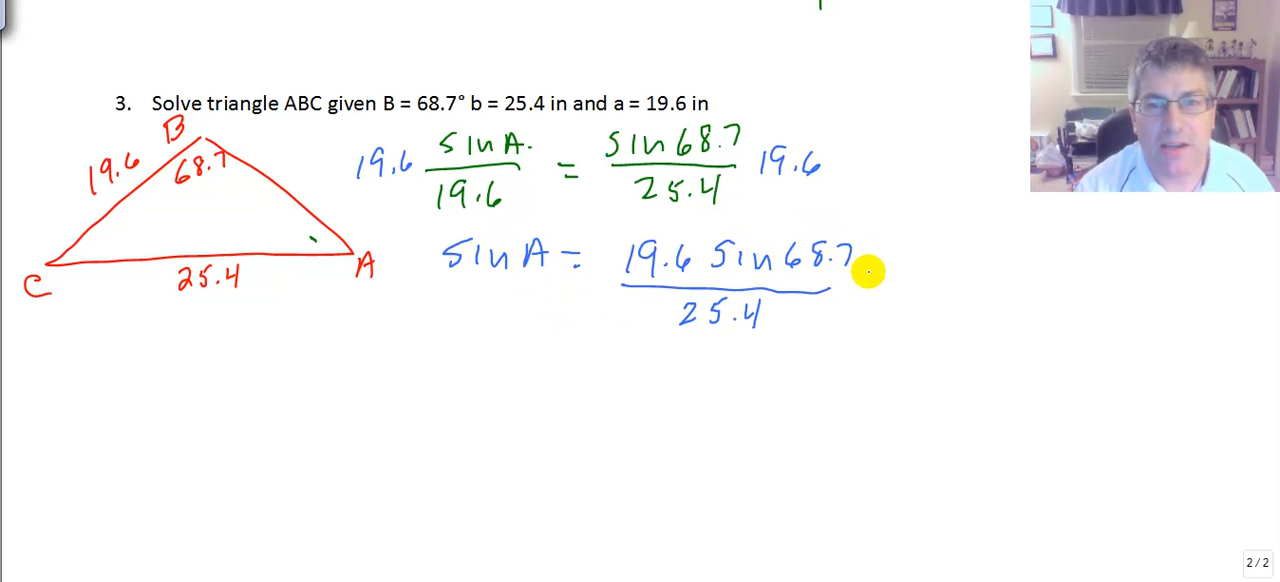 3. Solve triangle ABC given B = 68.7° b = 25.4 in and a = 19.6 in
B
19.6
68.7
C
25.4
A
19.6 sin A. = sin 68.7 19.6
19.6 25.4
sin A = 19.6 sin 68.7
25.4
2 / 2